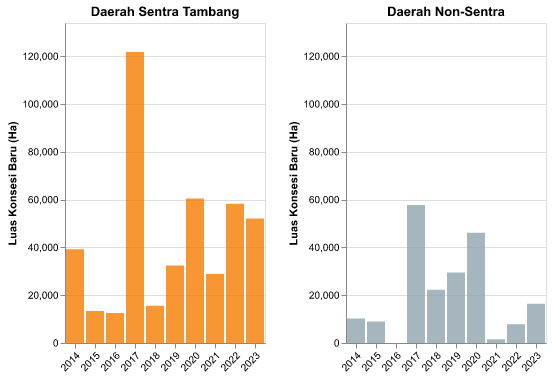 Daerah Sentra Tambang
Luas Konsesi Baru (Ha)
120,000
100,000
80,000
60,000
40,000
20,000
0
2014 2015 2016 2017 2018 2019 2020 2021 2022 2023
Daerah Non-Sentra
Luas Konsesi Baru (Ha)
120,000
100,000
80,000
60,000
40,000
20,000
0
2014 2015 2016 2017 2018 2019 2020 2021 2022 2023